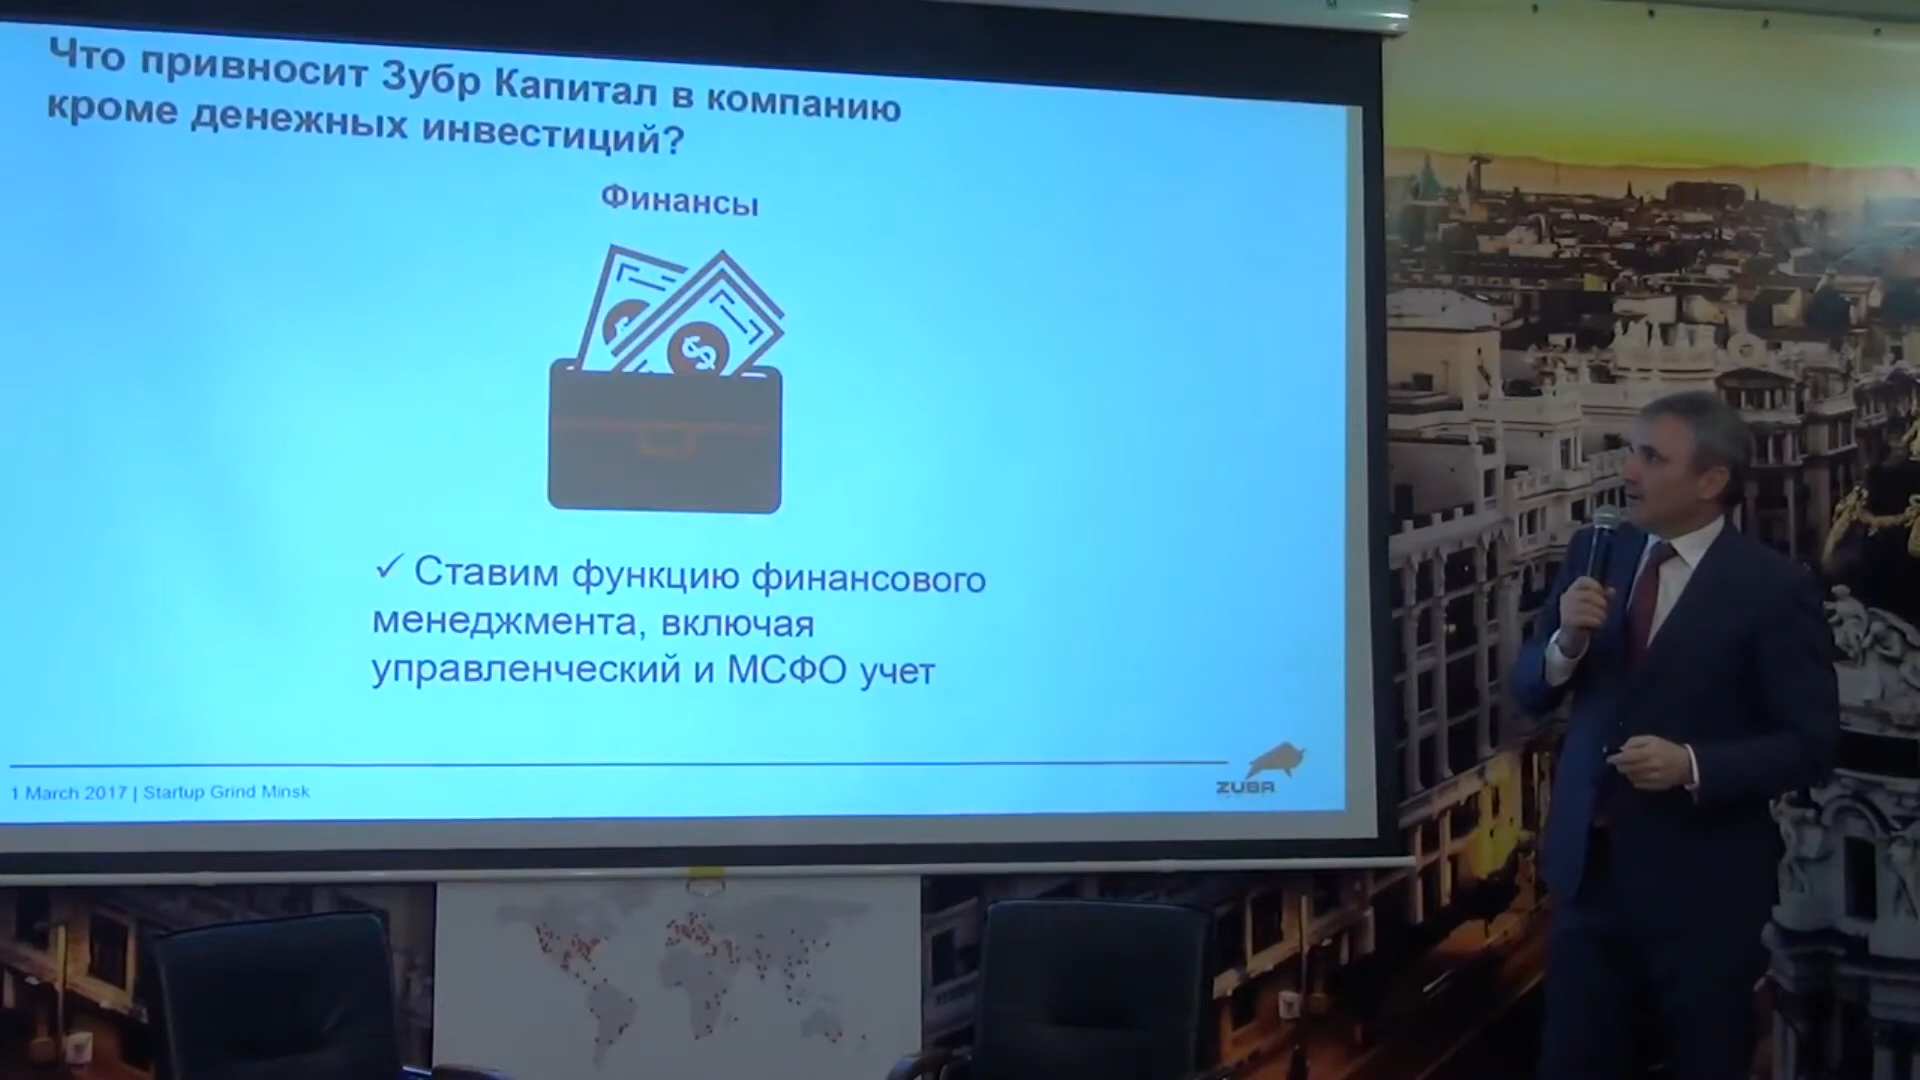 Что привносит Зубр Капитал в компанию
кроме денежных инвестиций?
Финансы
$
✓ Ставим функцию финансового
менеджмента, включая
управленческий и МСФО учет
1 March 2017 | Startup Grind Minsk
ZUBR